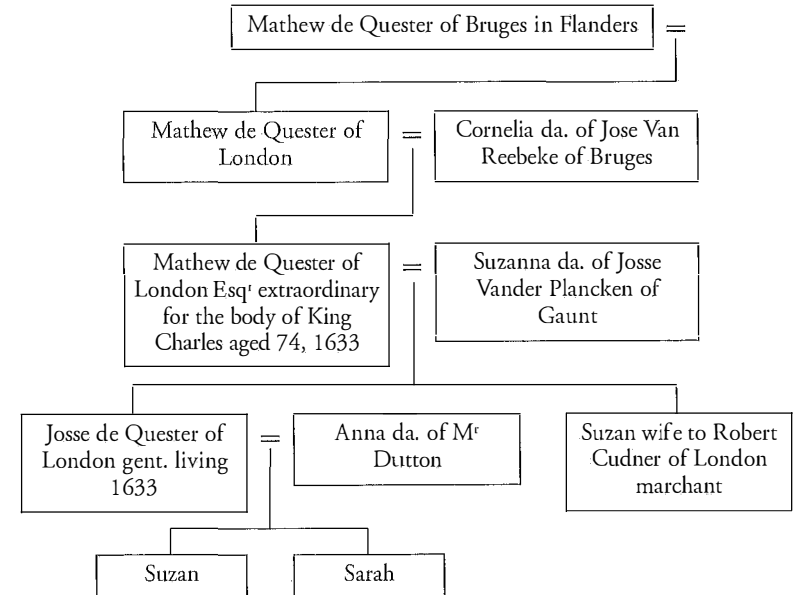 Mathew de Quester of Bruges in Flanders =
Mathew de Quester of
London
=
Cornelia da. of Jose Van
Reebeke of Bruges
Mathew de Quester of
London Esqʳ extraordinary
for the body of King
Charles aged 74, 1633
=
Suzanna da. of Josse
Vander Plancken of
Gaunt
Josse de Quester of
London gent. living
1633
=
Anna da. of Mʳ
Dutton
Suzan wife to Robert
Cudner of London
marchant
Suzan
Sarah